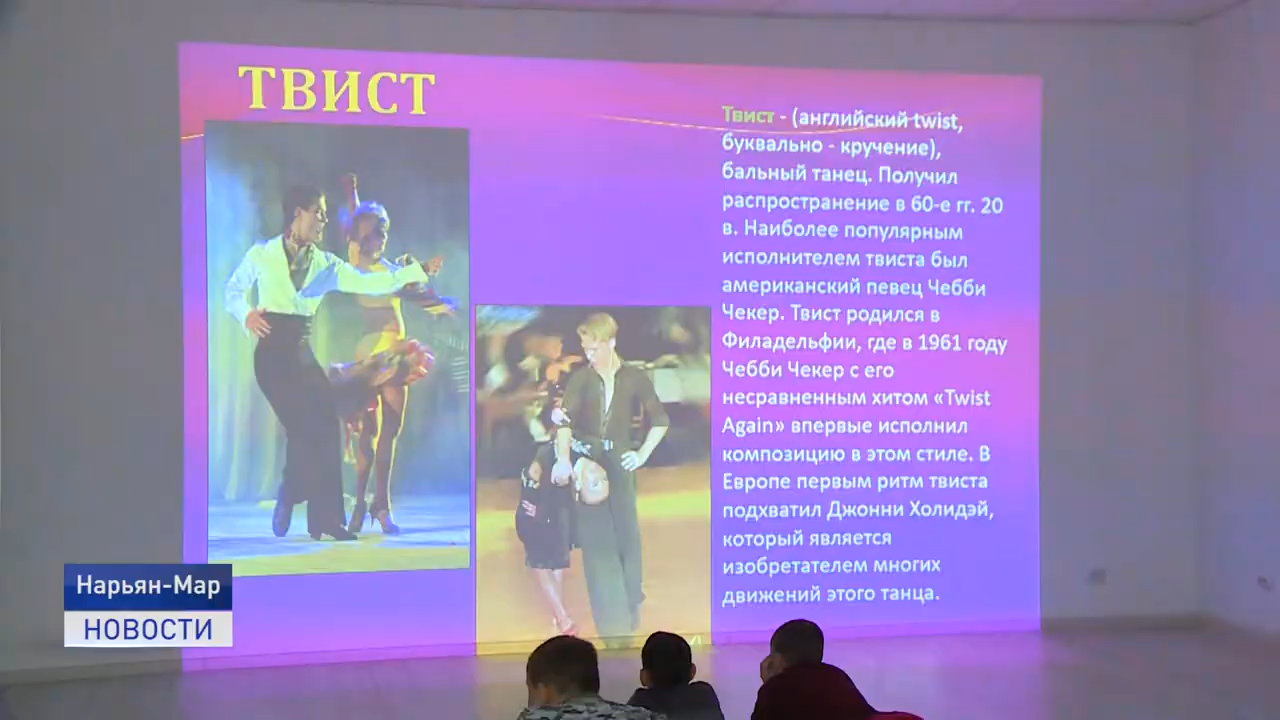 ТВИСТ
Твист - (английский twist,
буквально - кручение),
бальный танец. Получил
распространение в 60-е гг. 20
в. Наиболее популярным
исполнителем твиста был
американский певец Чебби
Чекер. Твист родился в
Филадельфии, где в 1961 году
Чебби Чекер с его
несравненным хитом «Twist
Again» впервые исполнил
композицию в этом стиле. В
Европе первым ритм твиста
подхватил Джонни Холидэй,
который является
изобретателем многих
движений этого танца.
Нарьян-Мар
НОВОСТИ